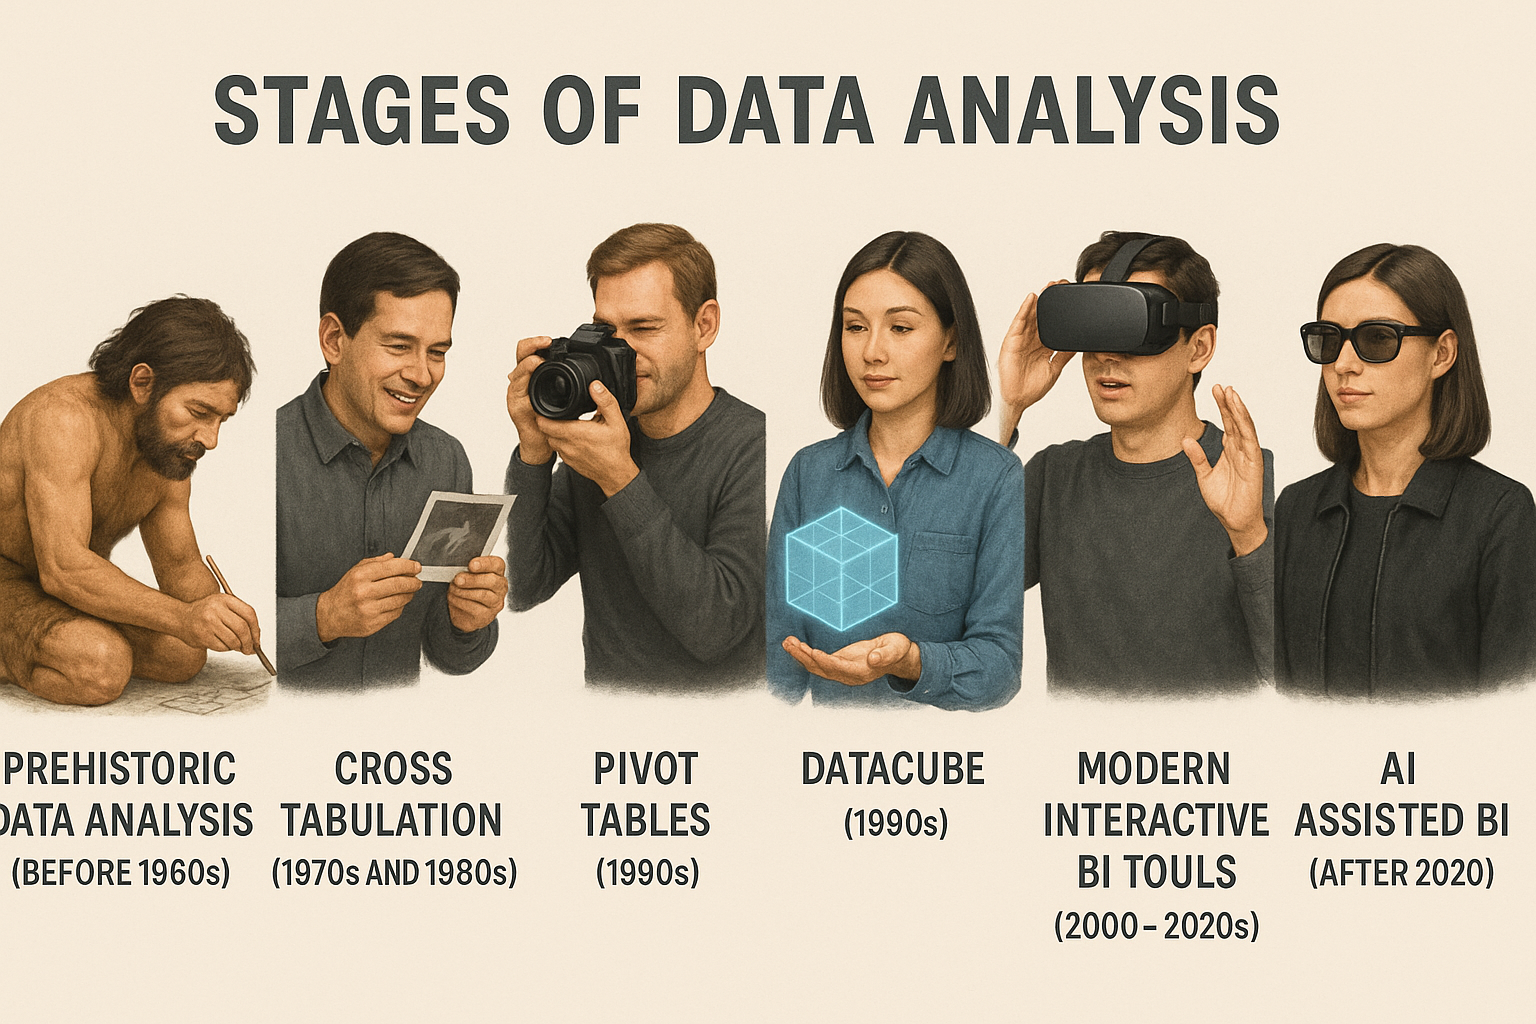 STAGES OF DATA ANALYSIS
PREHISTORIC
DATA ANALYSIS
(BEFORE 1960s)
CROSS
TABULATION
(1970s AND 1980s)
PIVOT
TABLES
(1990s)
DATACUBE
(1990s)
MODERN
INTERACTIVE
BI TOULS
(2000–2020s)
AI
ASSISTED BI
(AFTER 2020)